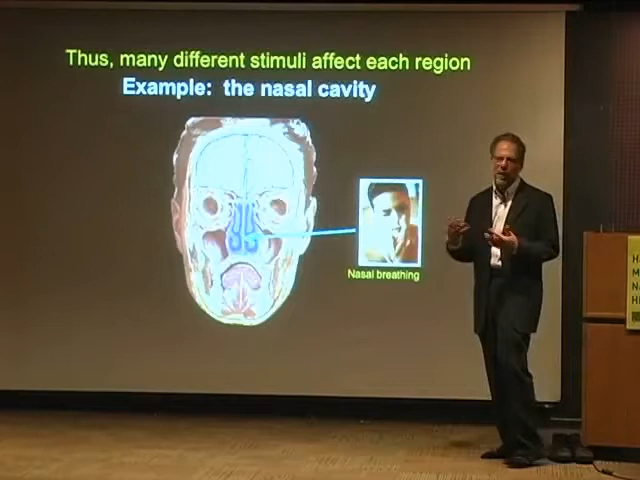 Thus, many different stimuli affect each region
Example: the nasal cavity
Nasal breathing